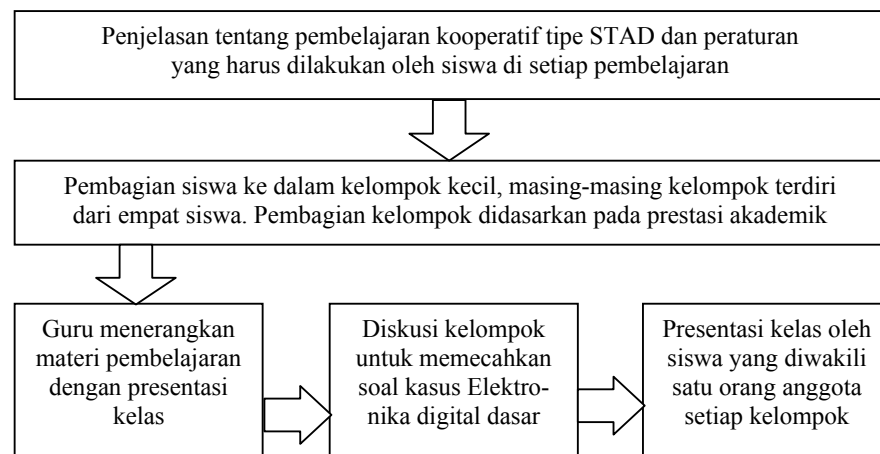 Penjelasan tentang pembelajaran kooperatif tipe STAD dan peraturan
yang harus dilakukan oleh siswa di setiap pembelajaran
Pembagian siswa ke dalam kelompok kecil, masing-masing kelompok terdiri
dari empat siswa. Pembagian kelompok didasarkan pada prestasi akademik
Guru menerangkan
materi pembelajaran
dengan presentasi
kelas
Diskusi kelompok
untuk memecahkan
soal kasus Elektro-
nika digital dasar
Presentasi kelas oleh
siswa yang diwakili
satu orang anggota
setiap kelompok